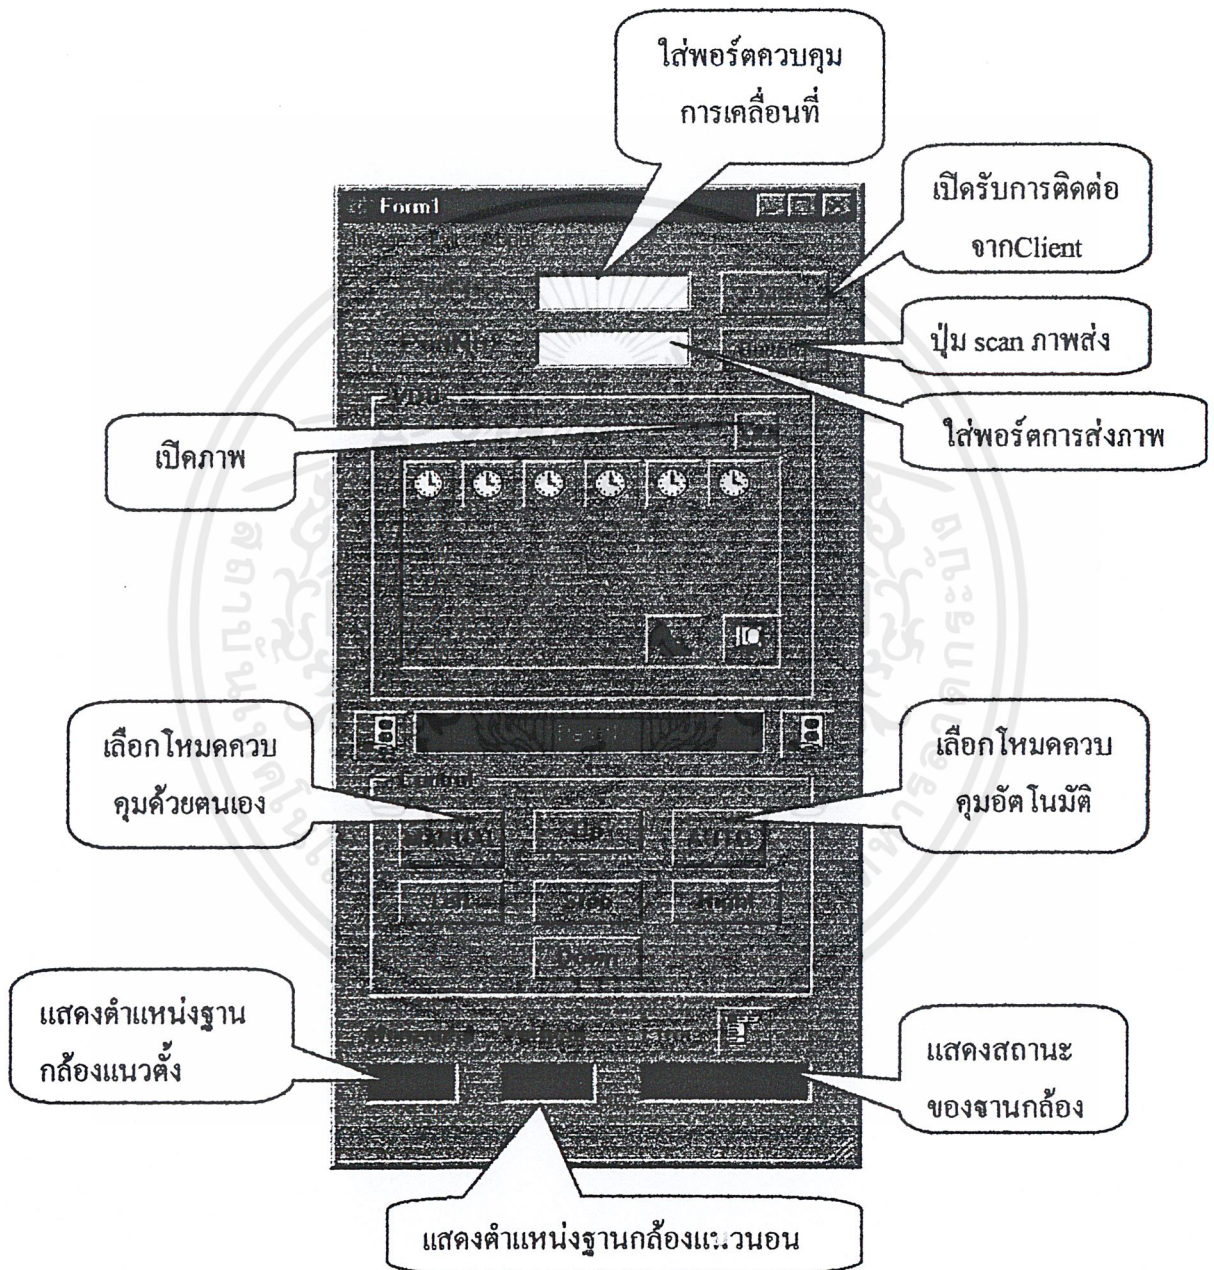 ใส่พอร์ตควบคุม
การเคลื่อนที่
เปิดรับการติดต่อ
จากClient
Form1
ปุ่ม scan ภาพส่ง
ใส่พอร์ตการส่งภาพ
เปิดภาพ
เลือกโหมดควบ
คุมด้วยตนเอง
เลือกโหมดควบ
คุมอัตโนมัติ
Control
Up
Stop
Right
Down
แสดงตำแหน่งฐาน
กล้องแนวตั้ง
แสดงสถานะ
ของฐานกล้อง
แสดงตำแหน่งฐานกล้องแนวนอน